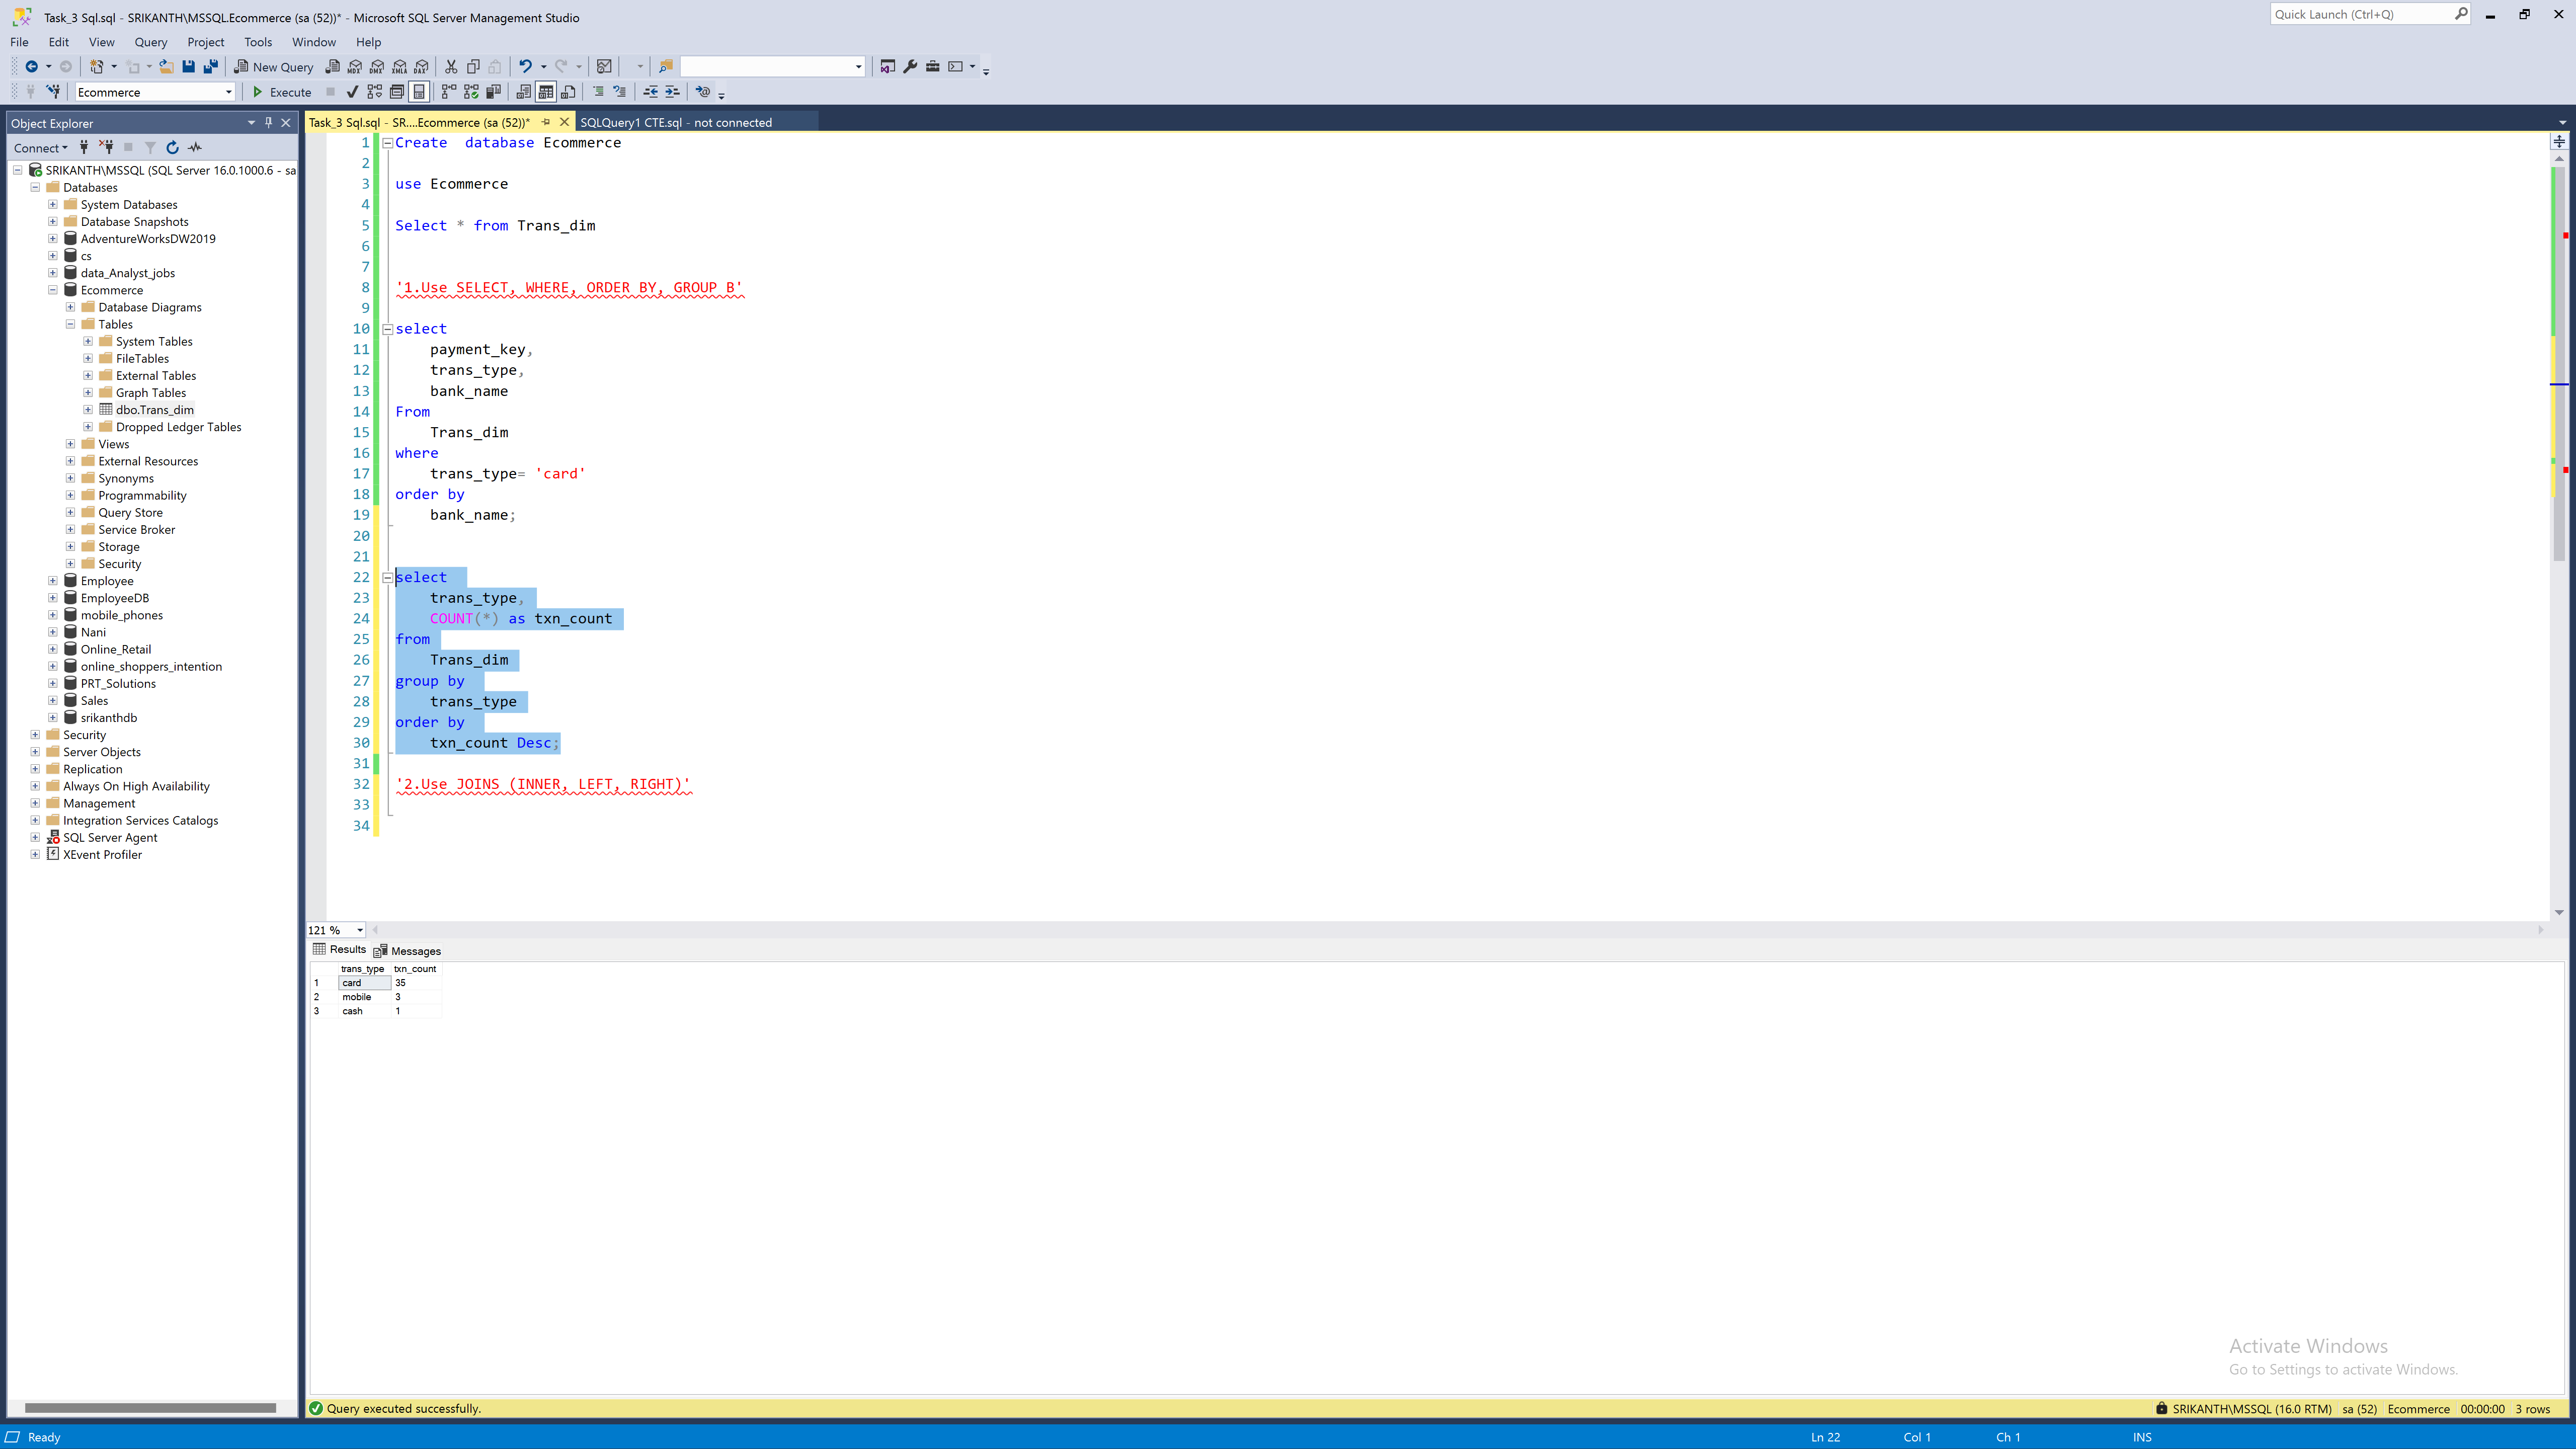 Task_3 Sql.sql - SRIKANTH\MSSQL.Ecommerce (sa (52))* - Microsoft SQL Server Management Studio
Quick Launch (Ctrl+Q)
File Edit View Query Project Tools Window Help
New Query
MDX DMX XMLA DAX
Ecommerce
Execute
Object Explorer
Task_3 Sql.sql - SR....Ecommerce (sa (52))*
SQLQuery1 CTE.sql - not connected
Connect
SRIKANTH\MSSQL (SQL Server 16.0.1000.6 - sa
Databases
System Databases
Database Snapshots
AdventureWorksDW2019
cs
data_Analyst_jobs
Ecommerce
Database Diagrams
Tables
System Tables
FileTables
External Tables
Graph Tables
dbo.Trans_dim
Dropped Ledger Tables
Views
External Resources
Synonyms
Programmability
Query Store
Service Broker
Storage
Security
Employee
EmployeeDB
mobile_phones
Nani
Online_Retail
online_shoppers_intention
PRT_Solutions
Sales
srikanthdb
Security
Server Objects
Replication
Always On High Availability
Management
Integration Services Catalogs
SQL Server Agent
XEvent Profiler
1 Create  database Ecommerce
2
3 use Ecommerce
4
5 Select * from Trans_dim
6
7
8 '1.Use SELECT, WHERE, ORDER BY, GROUP B'
9
10 select
11     payment_key,
12     trans_type,
13     bank_name
14 From
15     Trans_dim
16 where
17     trans_type= 'card'
18 order by
19     bank_name;
20
21
22 select
23     trans_type,
24     COUNT(*) as txn_count
25 from
26     Trans_dim
27 group by
28     trans_type
29 order by
30     txn_count Desc;
31
32 '2.Use JOINS (INNER, LEFT, RIGHT)'
33
34
121 %
Results Messages
trans_type txn_count
1 card 35
2 mobile 3
3 cash 1
Activate Windows
Go to Settings to activate Windows.
Query executed successfully.
SRIKANTH\MSSQL (16.0 RTM) sa (52) Ecommerce 00:00:00 3 rows
Ready
Ln 22 Col 1 Ch 1 INS